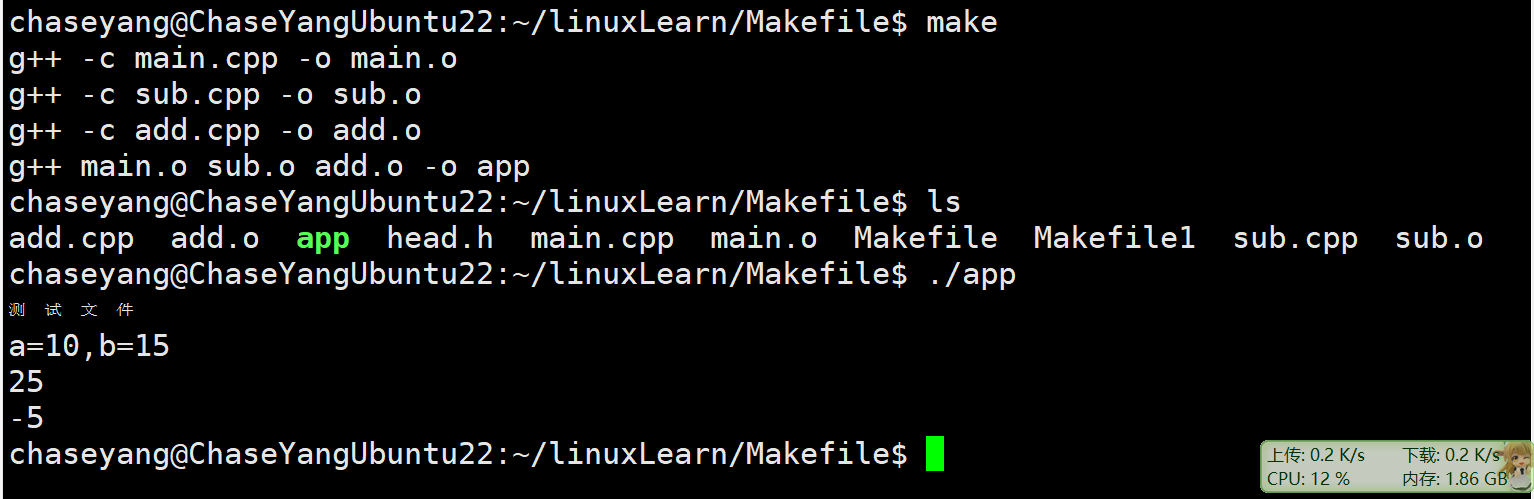 chaseyang@ChaseYangUbuntu22:~/linuxLearn/Makefile$ make
g++ -c main.cpp -o main.o
g++ -c sub.cpp -o sub.o
g++ -c add.cpp -o add.o
g++ main.o sub.o add.o -o app
chaseyang@ChaseYangUbuntu22:~/linuxLearn/Makefile$ ls
add.cpp  add.o  app  head.h  main.cpp  main.o  Makefile  Makefile1  sub.cpp  sub.o
chaseyang@ChaseYangUbuntu22:~/linuxLearn/Makefile$ ./app
测试文件
a=10,b=15
25
-5
chaseyang@ChaseYangUbuntu22:~/linuxLearn/Makefile$
上传: 0.2 K/s 下载: 0.2 K/s
CPU: 12 % 内存: 1.86 GB